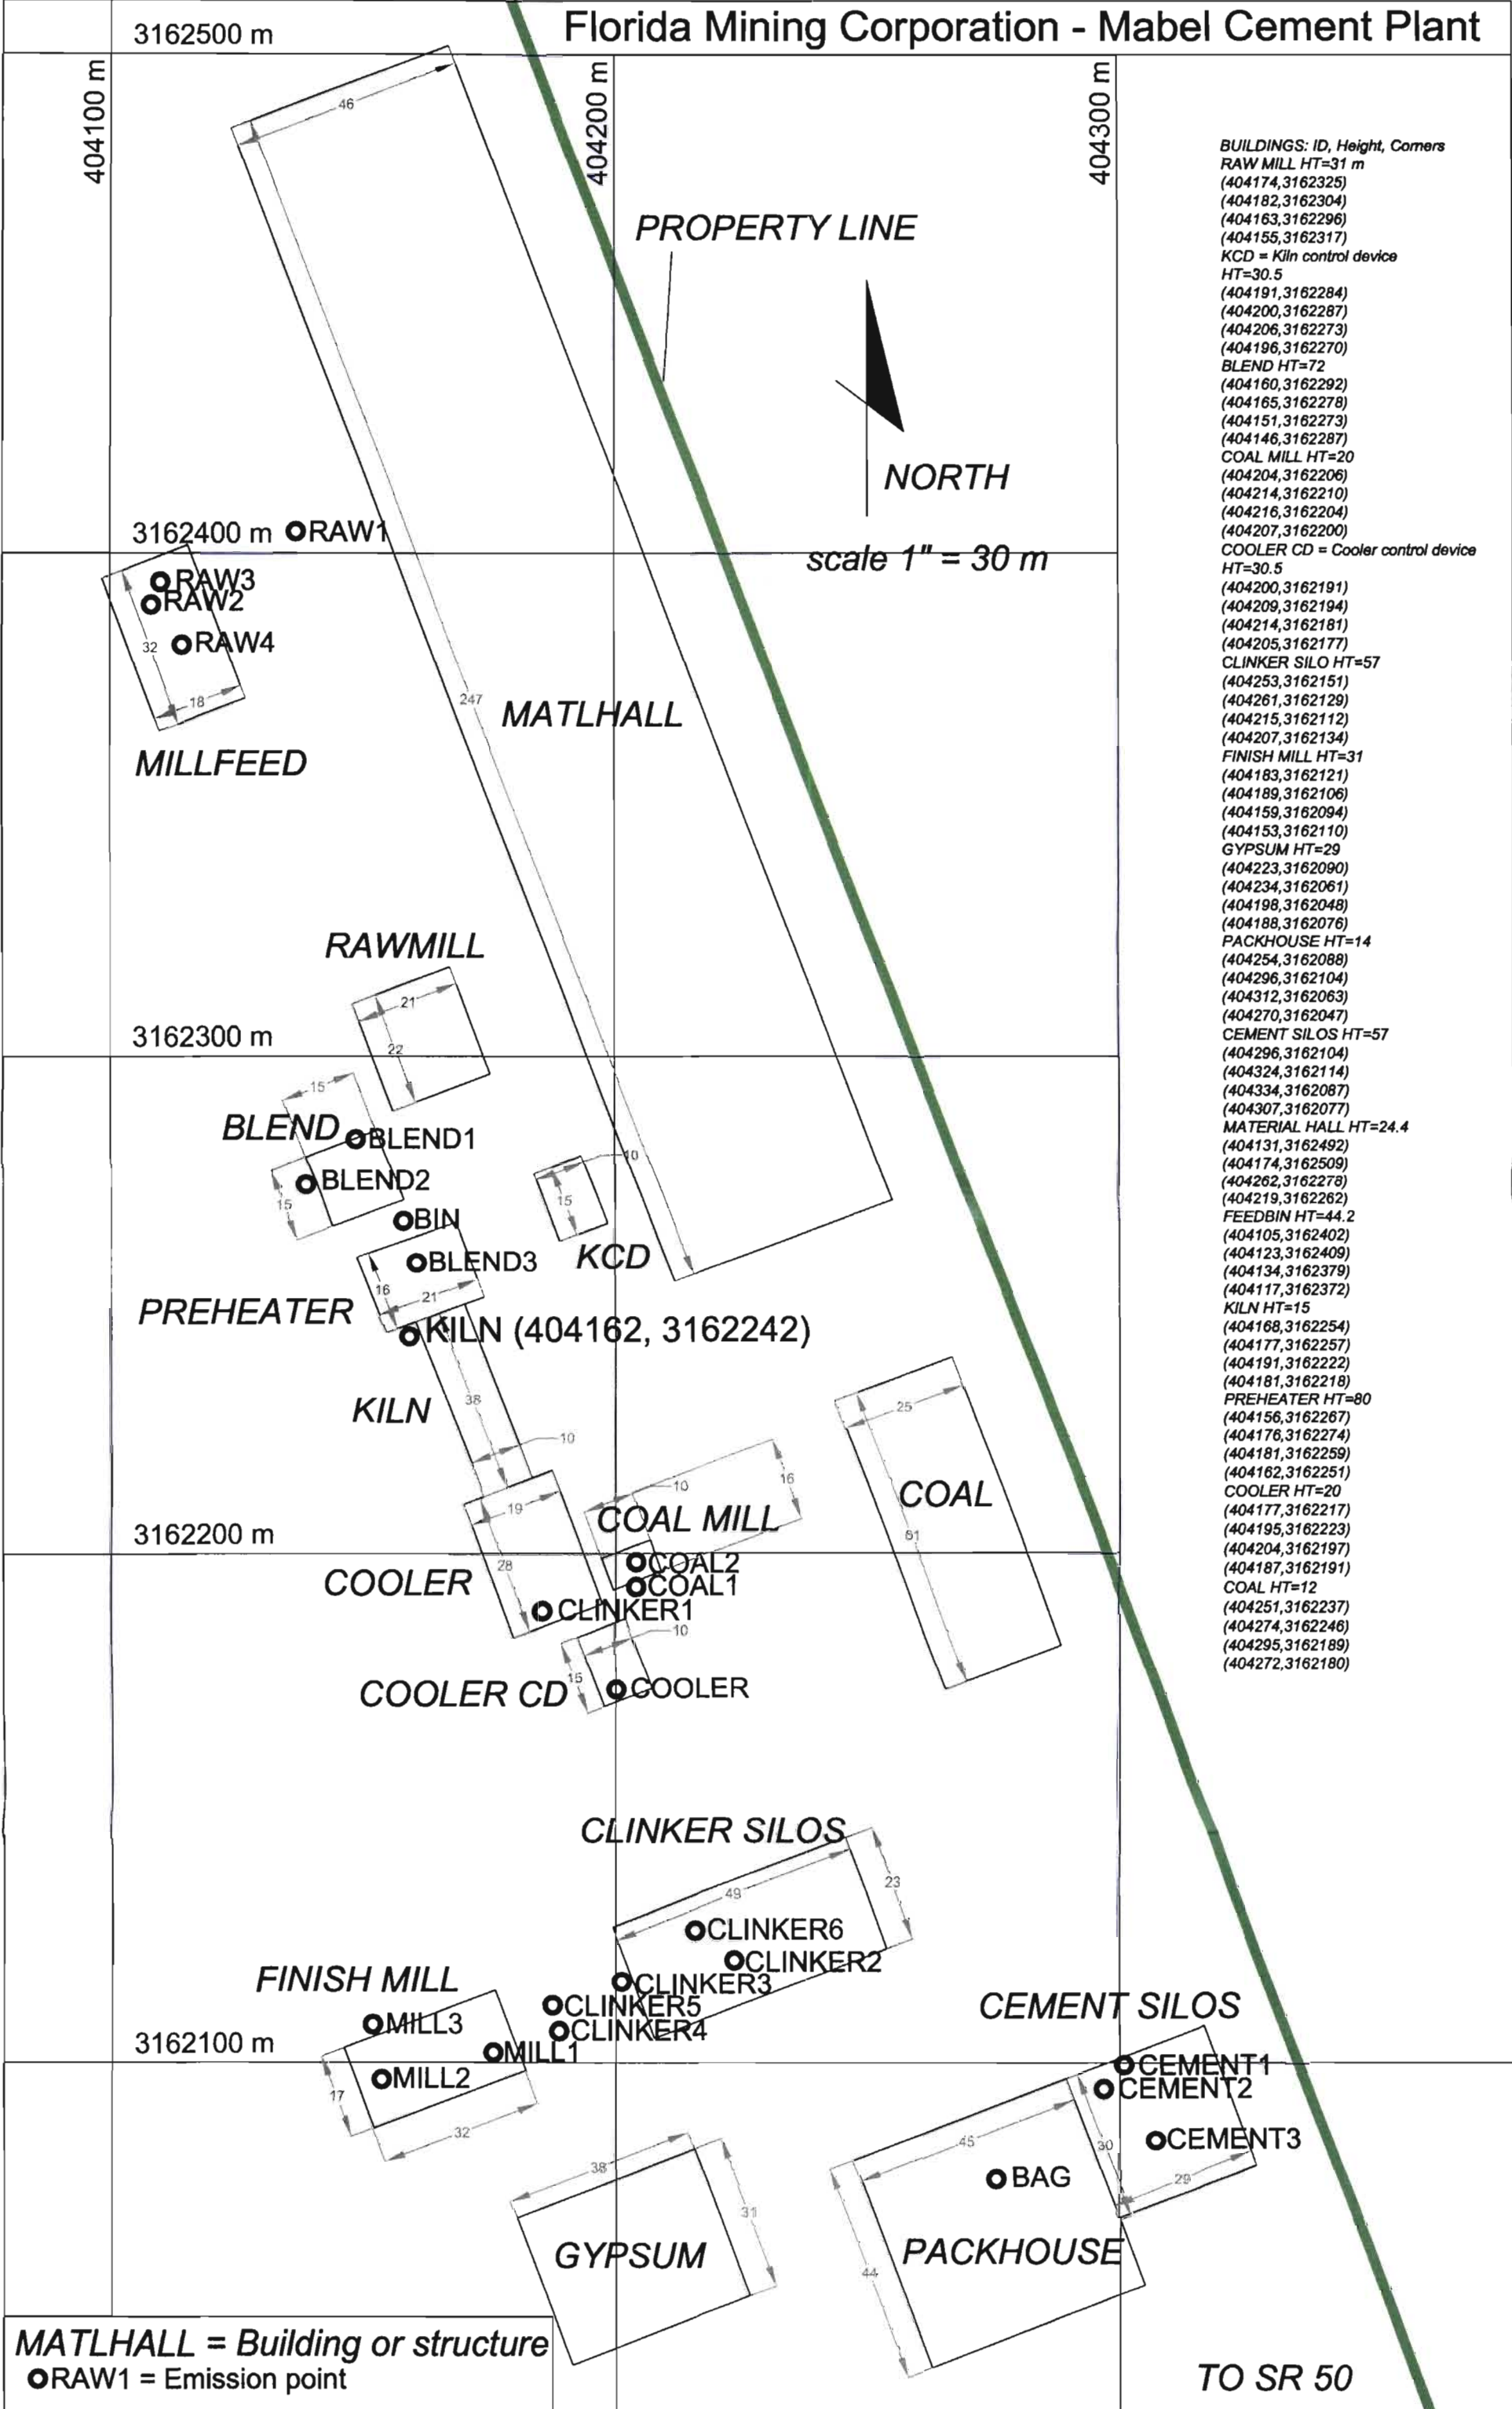 Florida Mining Corporation - Mabel Cement Plant
3162500 m
404100 m
404200 m
404300 m
46
PROPERTY LINE
NORTH
scale 1" = 30 m
3162400 m
RAW1
RAW3
RAW2
RAW4
32
18
MILLFEED
247
MATLHALL
RAWMILL
21
22
3162300 m
15
BLEND
BLEND1
BLEND2
15
BIN
10
15
KCD
BLEND3
16
21
PREHEATER
KILN (404162, 3162242)
38
KILN
10
25
COAL
61
10
16
COAL MILL
19
3162200 m
28
COOLER
COAL2
COAL1
CLINKER1
10
15
COOLER CD
COOLER
CLINKER SILOS
49
23
CLINKER6
CLINKER2
CLINKER3
CLINKER5
CLINKER4
FINISH MILL
MILL3
MILL1
MILL2
17
32
3162100 m
CEMENT SILOS
CEMENT1
CEMENT2
CEMENT3
45
30
29
BAG
PACKHOUSE
44
38
31
GYPSUM
MATLHALL = Building or structure
RAW1 = Emission point
TO SR 50
BUILDINGS: ID, Height, Corners
RAW MILL HT=31 m
(404174,3162325)
(404182,3162304)
(404163,3162296)
(404155,3162317)
KCD = Kiln control device
HT=30.5
(404191,3162284)
(404200,3162287)
(404206,3162273)
(404196,3162270)
BLEND HT=72
(404160,3162292)
(404165,3162278)
(404151,3162273)
(404146,3162287)
COAL MILL HT=20
(404204,3162206)
(404214,3162210)
(404216,3162204)
(404207,3162200)
COOLER CD = Cooler control device
HT=30.5
(404200,3162191)
(404209,3162194)
(404214,3162181)
(404205,3162177)
CLINKER SILO HT=57
(404253,3162151)
(404261,3162129)
(404215,3162112)
(404207,3162134)
FINISH MILL HT=31
(404183,3162121)
(404189,3162106)
(404159,3162094)
(404153,3162110)
GYPSUM HT=29
(404223,3162090)
(404234,3162061)
(404198,3162048)
(404188,3162076)
PACKHOUSE HT=14
(404254,3162088)
(404296,3162104)
(404312,3162063)
(404270,3162047)
CEMENT SILOS HT=57
(404296,3162104)
(404324,3162114)
(404334,3162087)
(404307,3162077)
MATERIAL HALL HT=24.4
(404131,3162492)
(404174,3162509)
(404262,3162278)
(404219,3162262)
FEEDBIN HT=44.2
(404105,3162402)
(404123,3162409)
(404134,3162379)
(404117,3162372)
KILN HT=15
(404168,3162254)
(404177,3162257)
(404191,3162222)
(404181,3162218)
PREHEATER HT=80
(404156,3162267)
(404176,3162274)
(404181,3162259)
(404162,3162251)
COOLER HT=20
(404177,3162217)
(404195,3162223)
(404204,3162197)
(404187,3162191)
COAL HT=12
(404251,3162237)
(404274,3162246)
(404295,3162189)
(404272,3162180)